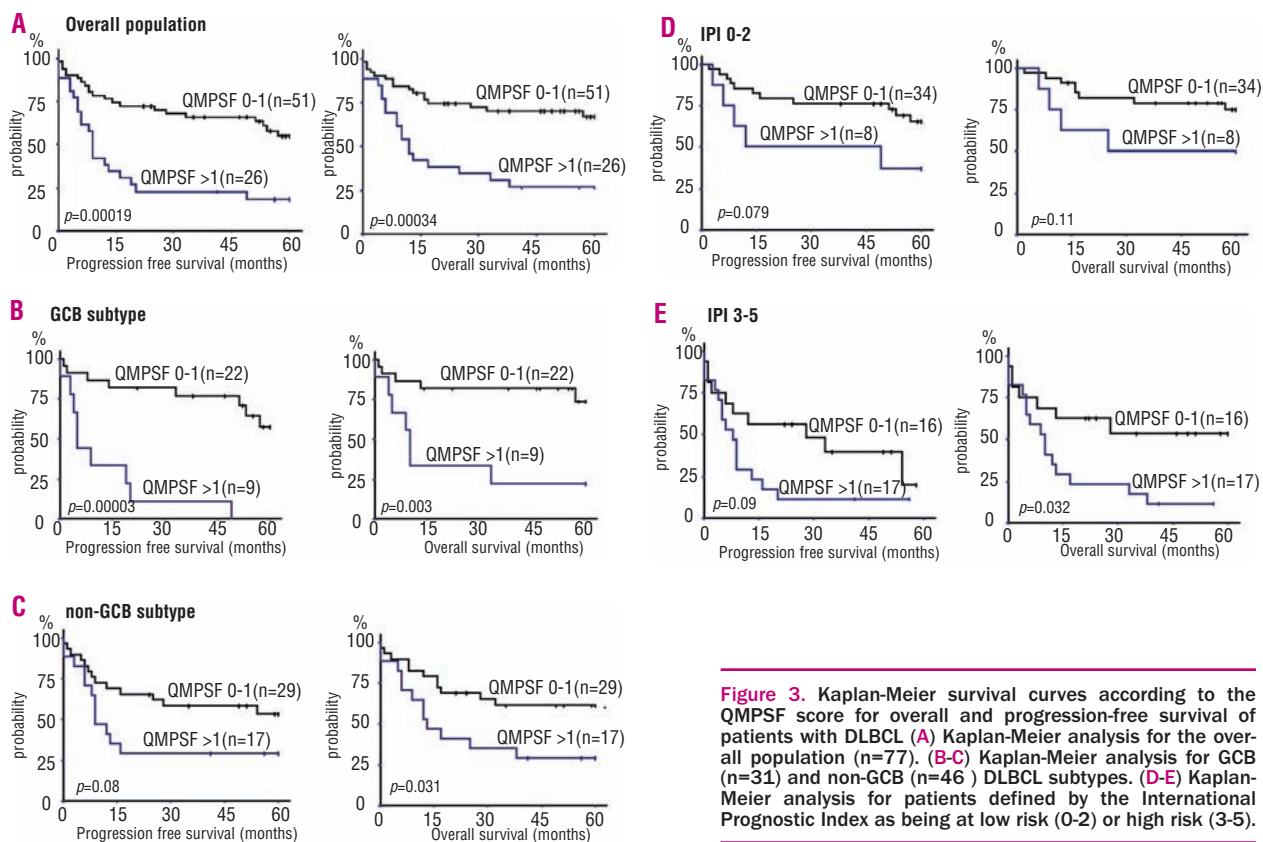 A Overall population
%
100
75
50
25
0
probability
QMPSF 0-1(n=51)
QMPSF >1(n=26)
p=0.00019
0 15 30 45 60
Progression free survival (months)
%
100
75
50
25
0
probability
QMPSF 0-1(n=51)
QMPSF >1(n=26)
p=0.00034
0 15 30 45 60
Overall survival (months)
B GCB subtype
%
100
75
50
25
0
probability
QMPSF 0-1(n=22)
QMPSF >1(n=9)
p=0.00003
0 15 30 45 60
Progression free survival (months)
%
100
75
50
25
0
probability
QMPSF 0-1(n=22)
QMPSF >1(n=9)
p=0.003
0 15 30 45 60
Overall survival (months)
C non-GCB subtype
%
100
75
50
25
0
probability
QMPSF 0-1(n=29)
QMPSF >1(n=17)
p=0.08
0 15 30 45 60
Progression free survival (months)
%
100
75
50
25
0
probability
QMPSF 0-1(n=29)
QMPSF >1(n=17)
p=0.031
0 15 30 45 60
Overall survival (months)
D IPI 0-2
%
100
75
50
25
0
probability
QMPSF 0-1(n=34)
QMPSF >1(n=8)
p=0.079
0 15 30 45 60
Progression free survival (months)
%
100
75
50
25
0
probability
QMPSF 0-1(n=34)
QMPSF >1(n=8)
p=0.11
0 15 30 45 60
Overall survival (months)
E IPI 3-5
%
100
75
50
25
0
probability
QMPSF 0-1(n=16)
QMPSF >1(n=17)
p=0.09
0 15 30 45 60
Progression free survival (months)
%
100
75
50
25
0
probability
QMPSF 0-1(n=16)
QMPSF >1(n=17)
p=0.032
0 15 30 45 60
Overall survival (months)
Figure 3. Kaplan-Meier survival curves according to the
QMPSF score for overall and progression-free survival of
patients with DLBCL (A) Kaplan-Meier analysis for the over-
all population (n=77). (B-C) Kaplan-Meier analysis for GCB
(n=31) and non-GCB (n=46 ) DLBCL subtypes. (D-E) Kaplan-
Meier analysis for patients defined by the International
Prognostic Index as being at low risk (0-2) or high risk (3-5).